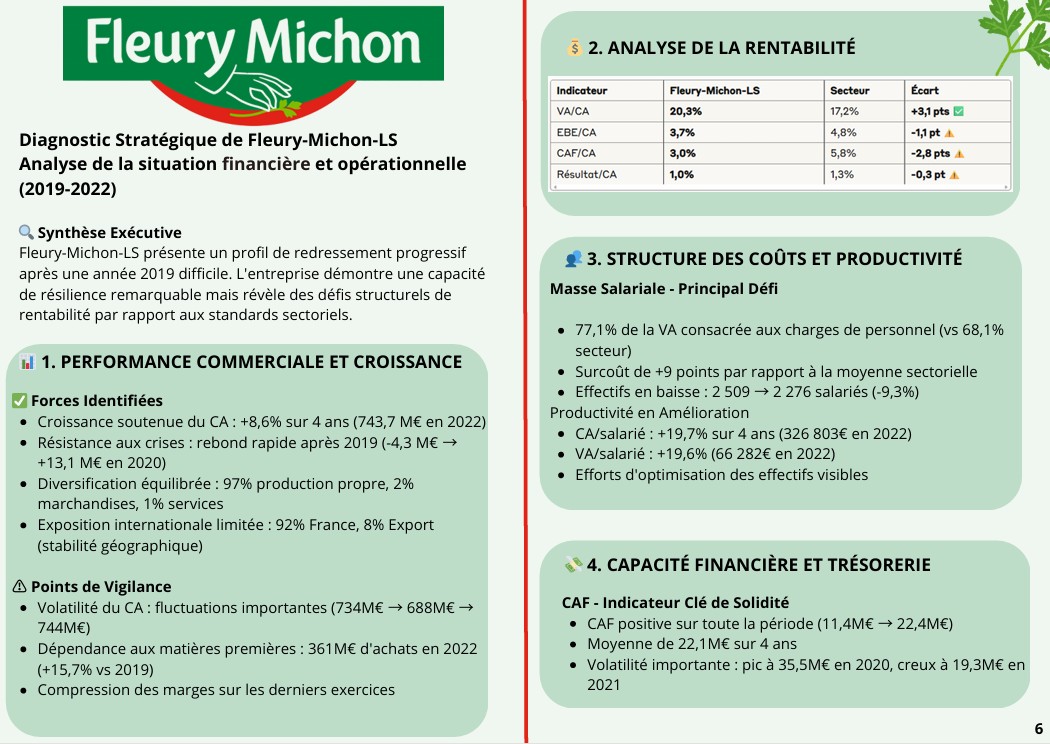 Fleury Michon
Diagnostic Stratégique de Fleury-Michon-LS
Analyse de la situation financière et opérationnelle
(2019-2022)
🔍 Synthèse Exécutive
Fleury-Michon-LS présente un profil de redressement progressif
après une année 2019 difficile. L'entreprise démontre une capacité
de résilience remarquable mais révèle des défis structurels de
rentabilité par rapport aux standards sectoriels.
📊 1. PERFORMANCE COMMERCIALE ET CROISSANCE
✅ Forces Identifiées
• Croissance soutenue du CA : +8,6% sur 4 ans (743,7 M€ en 2022)
• Résistance aux crises : rebond rapide après 2019 (-4,3 M€ →
+13,1 M€ en 2020)
• Diversification équilibrée : 97% production propre, 2%
marchandises, 1% services
• Exposition internationale limitée : 92% France, 8% Export
(stabilité géographique)
⚠ Points de Vigilance
• Volatilité du CA : fluctuations importantes (734M€ → 688M€ →
744M€)
• Dépendance aux matières premières : 361M€ d'achats en 2022
(+15,7% vs 2019)
• Compression des marges sur les derniers exercices
💰 2. ANALYSE DE LA RENTABILITÉ
Indicateur Fleury-Michon-LS Secteur Écart
VA/CA 20,3% 17,2% +3,1 pts ✅
EBE/CA 3,7% 4,8% -1,1 pt ⚠
CAF/CA 3,0% 5,8% -2,8 pts ⚠
Résultat/CA 1,0% 1,3% -0,3 pt ⚠
👥 3. STRUCTURE DES COÛTS ET PRODUCTIVITÉ
Masse Salariale - Principal Défi
• 77,1% de la VA consacrée aux charges de personnel (vs 68,1%
secteur)
• Surcoût de +9 points par rapport à la moyenne sectorielle
• Effectifs en baisse : 2 509 → 2 276 salariés (-9,3%)
Productivité en Amélioration
• CA/salarié : +19,7% sur 4 ans (326 803€ en 2022)
• VA/salarié : +19,6% (66 282€ en 2022)
• Efforts d'optimisation des effectifs visibles
💸 4. CAPACITÉ FINANCIÈRE ET TRÉSORERIE
CAF - Indicateur Clé de Solidité
• CAF positive sur toute la période (11,4M€ → 22,4M€)
• Moyenne de 22,1M€ sur 4 ans
• Volatilité importante : pic à 35,5M€ en 2020, creux à 19,3M€ en
2021
6